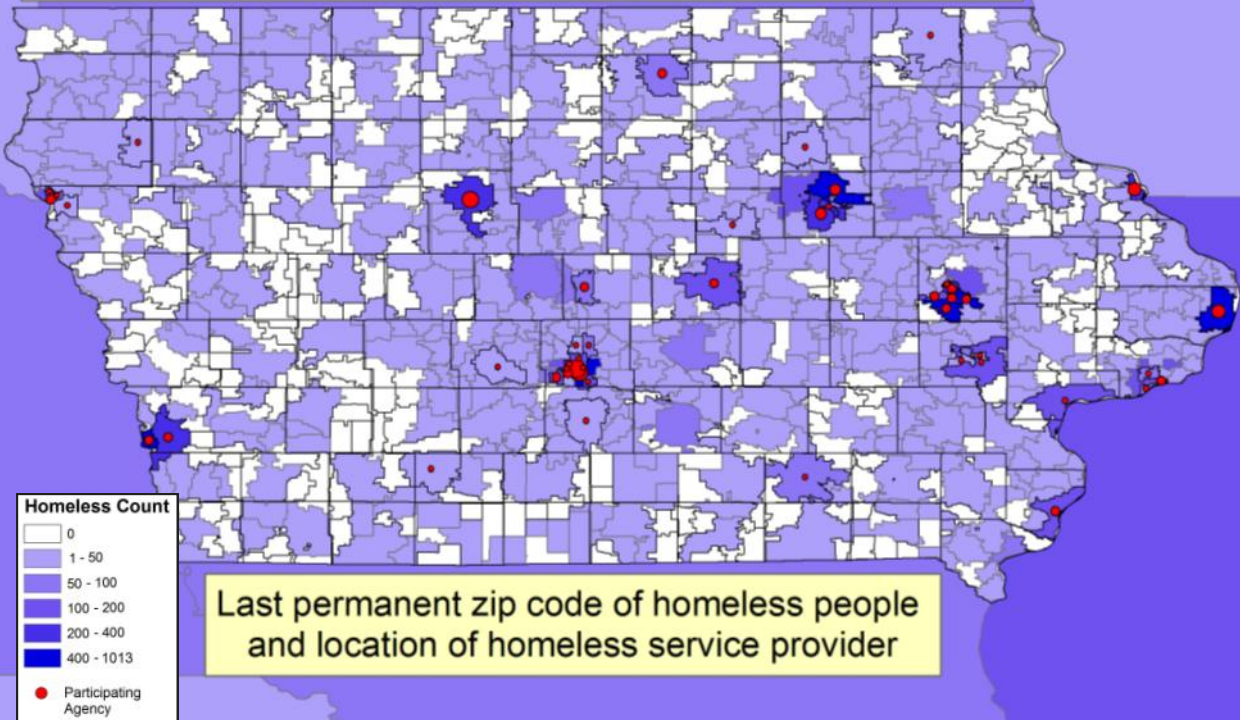 Homeless Count
0
1 - 50
50 - 100
100 - 200
200 - 400
400 - 1013
Participating
Agency
Last permanent zip code of homeless people
and location of homeless service provider